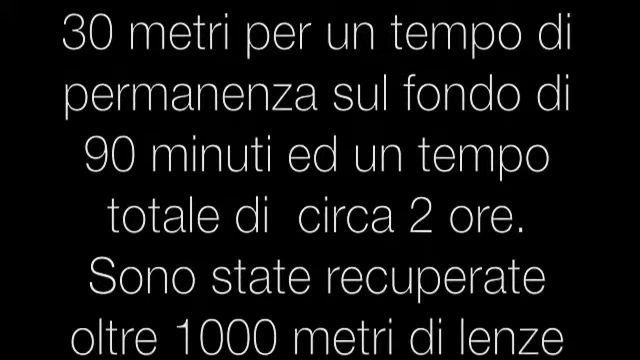 30 metri per un tempo di
permanenza sul fondo di
90 minuti ed un tempo
totale di  circa 2 ore.
Sono state recuperate
oltre 1000 metri di lenze